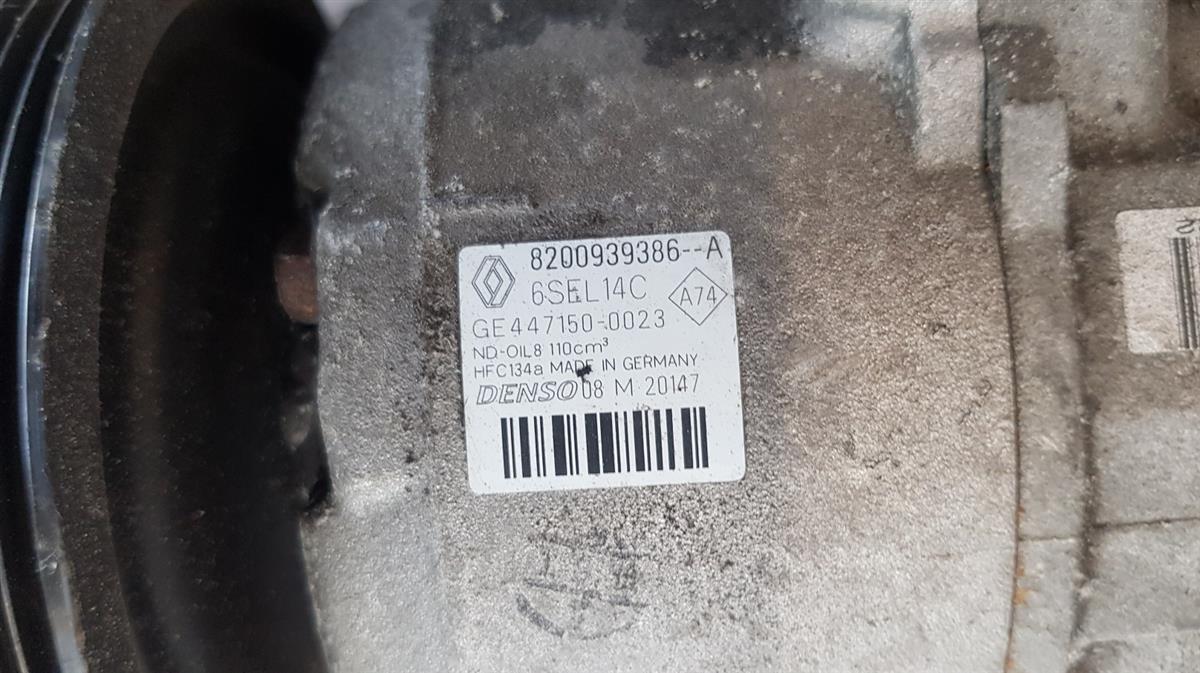 8200939386--A
6SEL14C
A74
GE447150-0023
ND-OIL8 110cm³
HFC134a MADE IN GERMANY
DENSO 08 M 20147